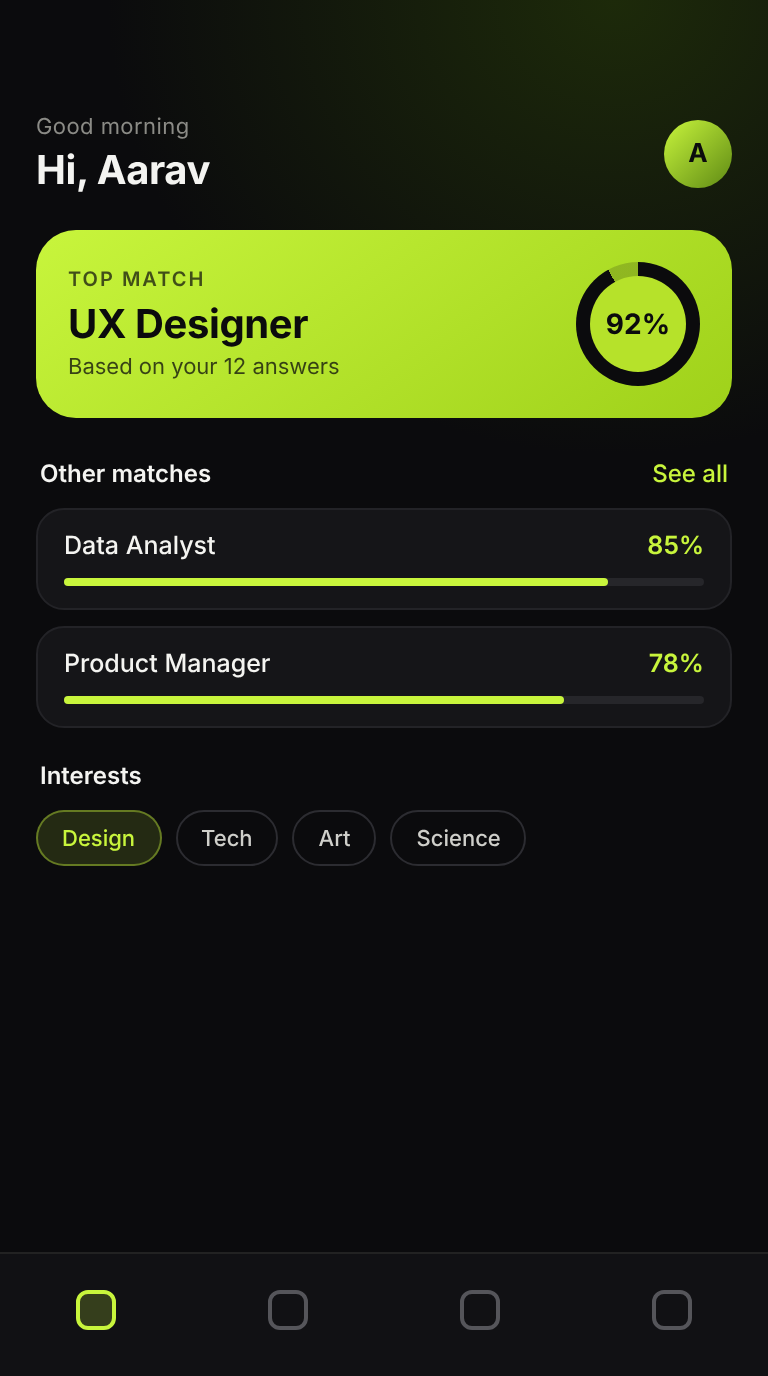 Good morning
Hi, Aarav
A
TOP MATCH
UX Designer
Based on your 12 answers
92%
Other matches
See all
Data Analyst
85%
Product Manager
78%
Interests
Design
Tech
Art
Science